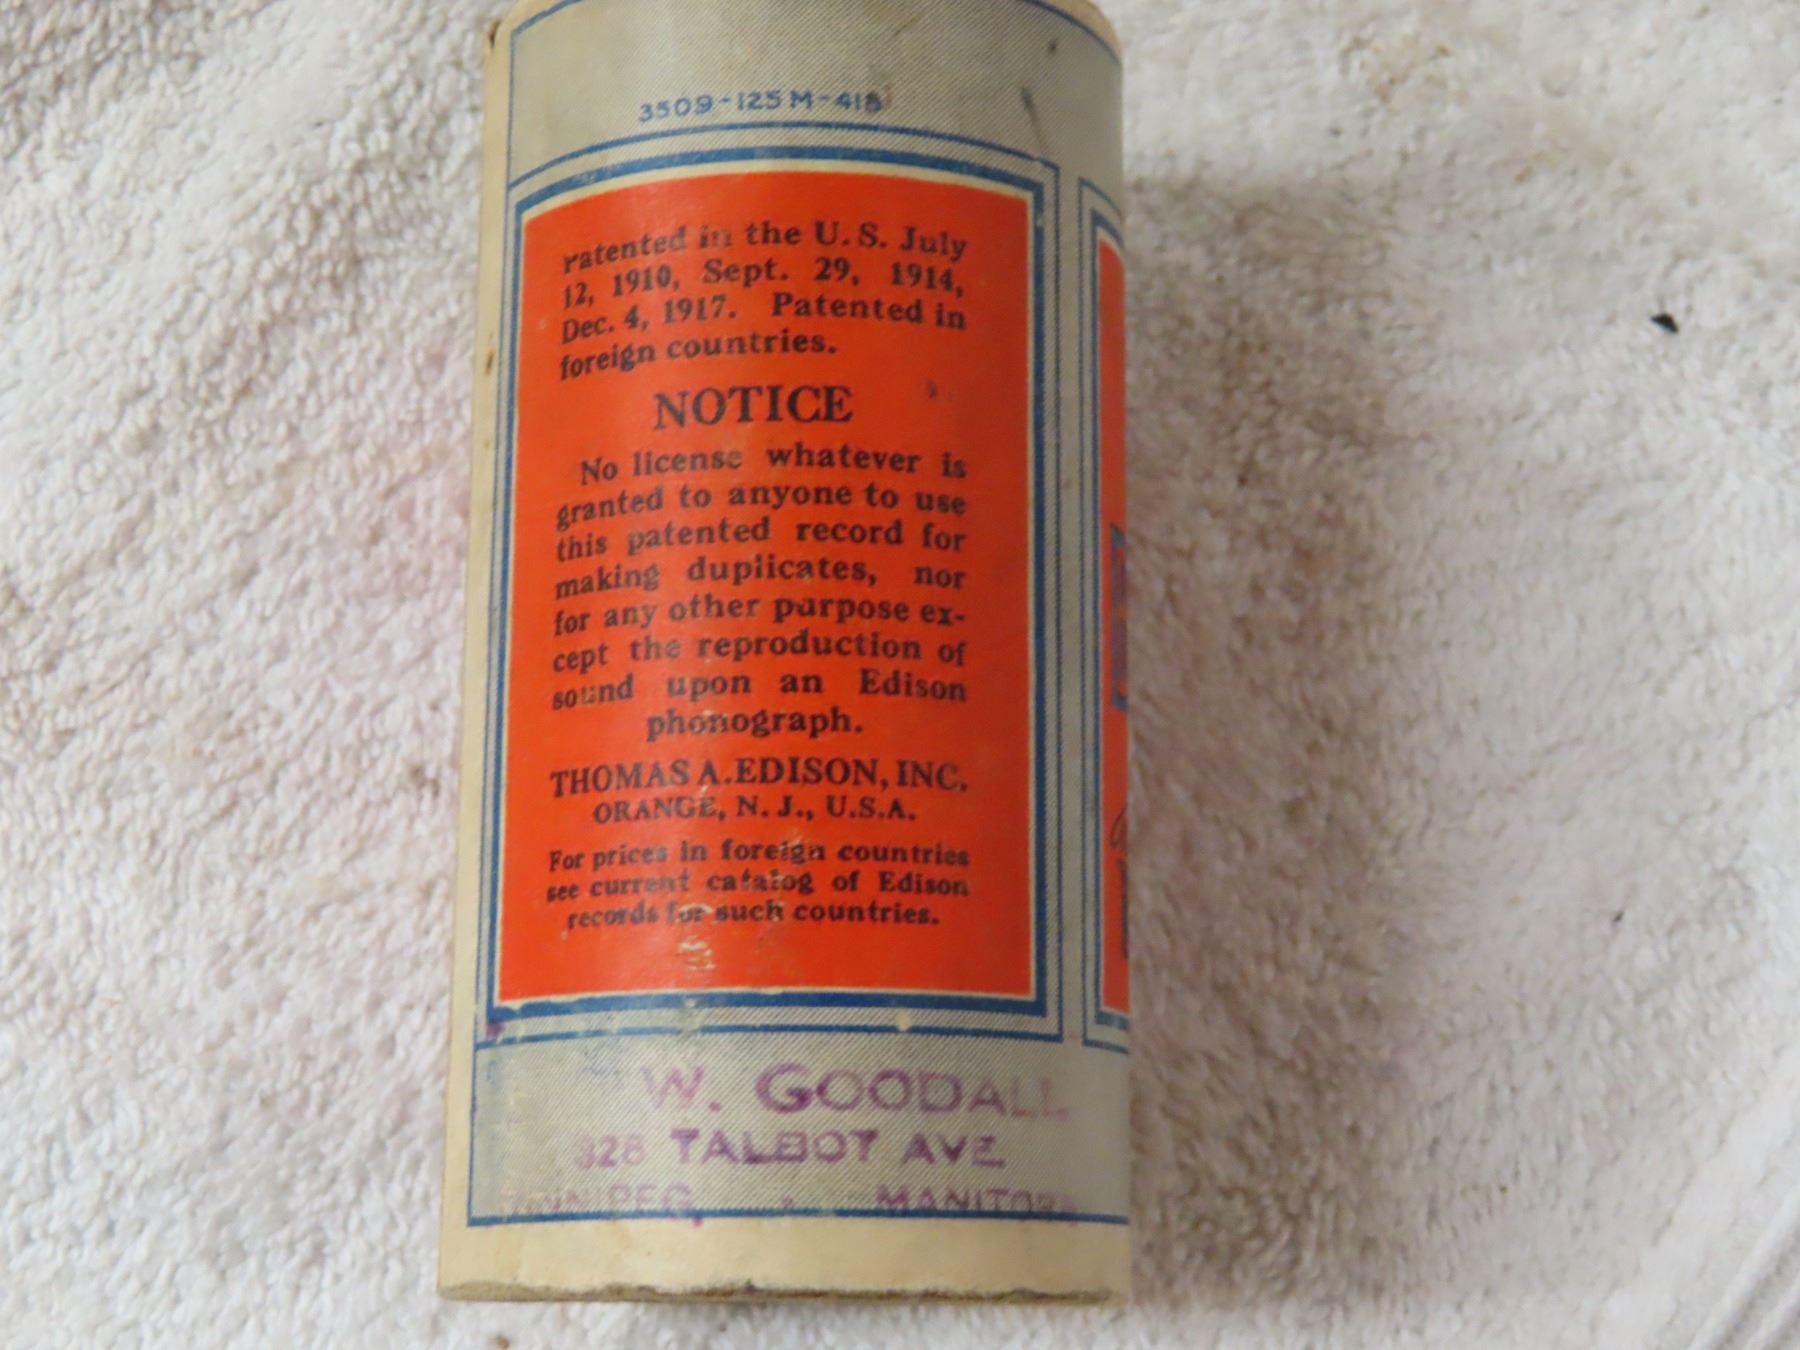 3509-125M-418
Patented in the U.S. July
12, 1910, Sept. 29, 1914,
Dec. 4, 1917. Patented in
foreign countries.
NOTICE
No license whatever is
granted to anyone to use
this patented record for
making duplicates, nor
for any other purpose ex-
cept the reproduction of
sound upon an Edison
phonograph.
THOMAS A. EDISON, INC.
ORANGE, N. J., U.S.A.
For prices in foreign countries
see current catalog of Edison
records for such countries.
W. GOODALL
328 TALBOT AVE
WINNIPEG, - MANITOBA